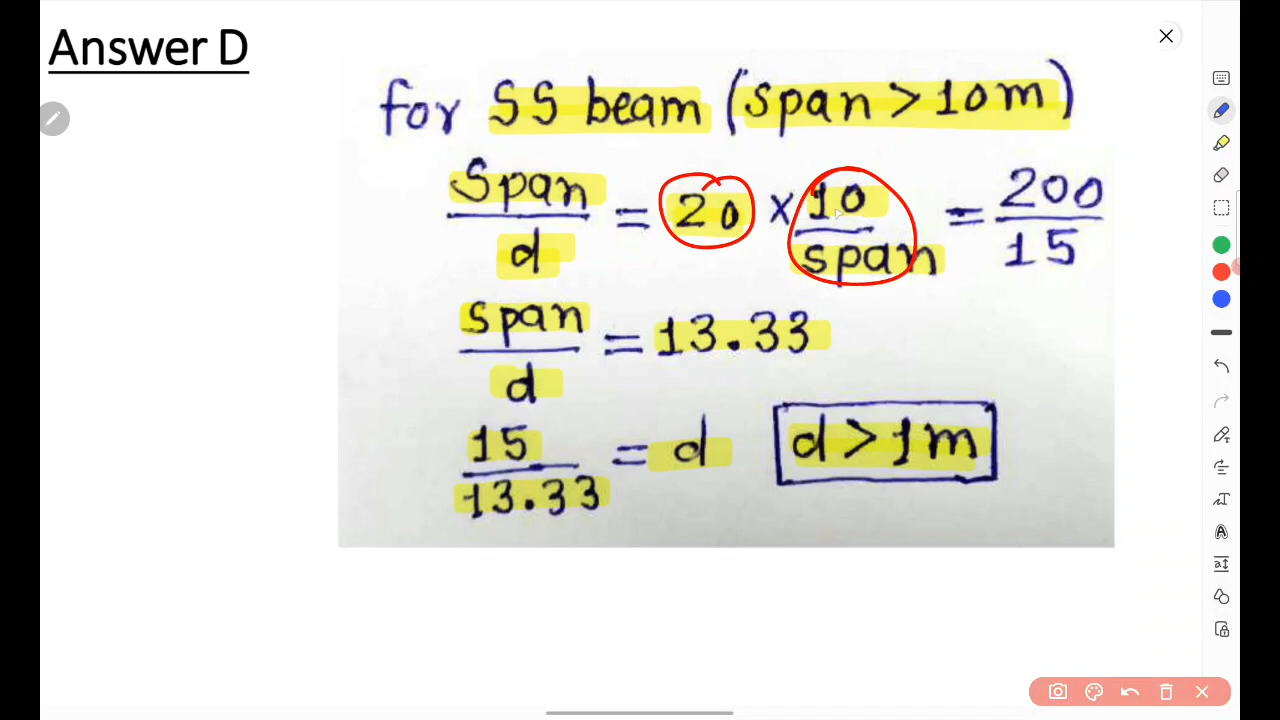 Answer D
for SS beam (span > 10m)
Span/d = 20 × 10/span = 200/15
span/d = 13.33
15/13.33 = d d > 1m